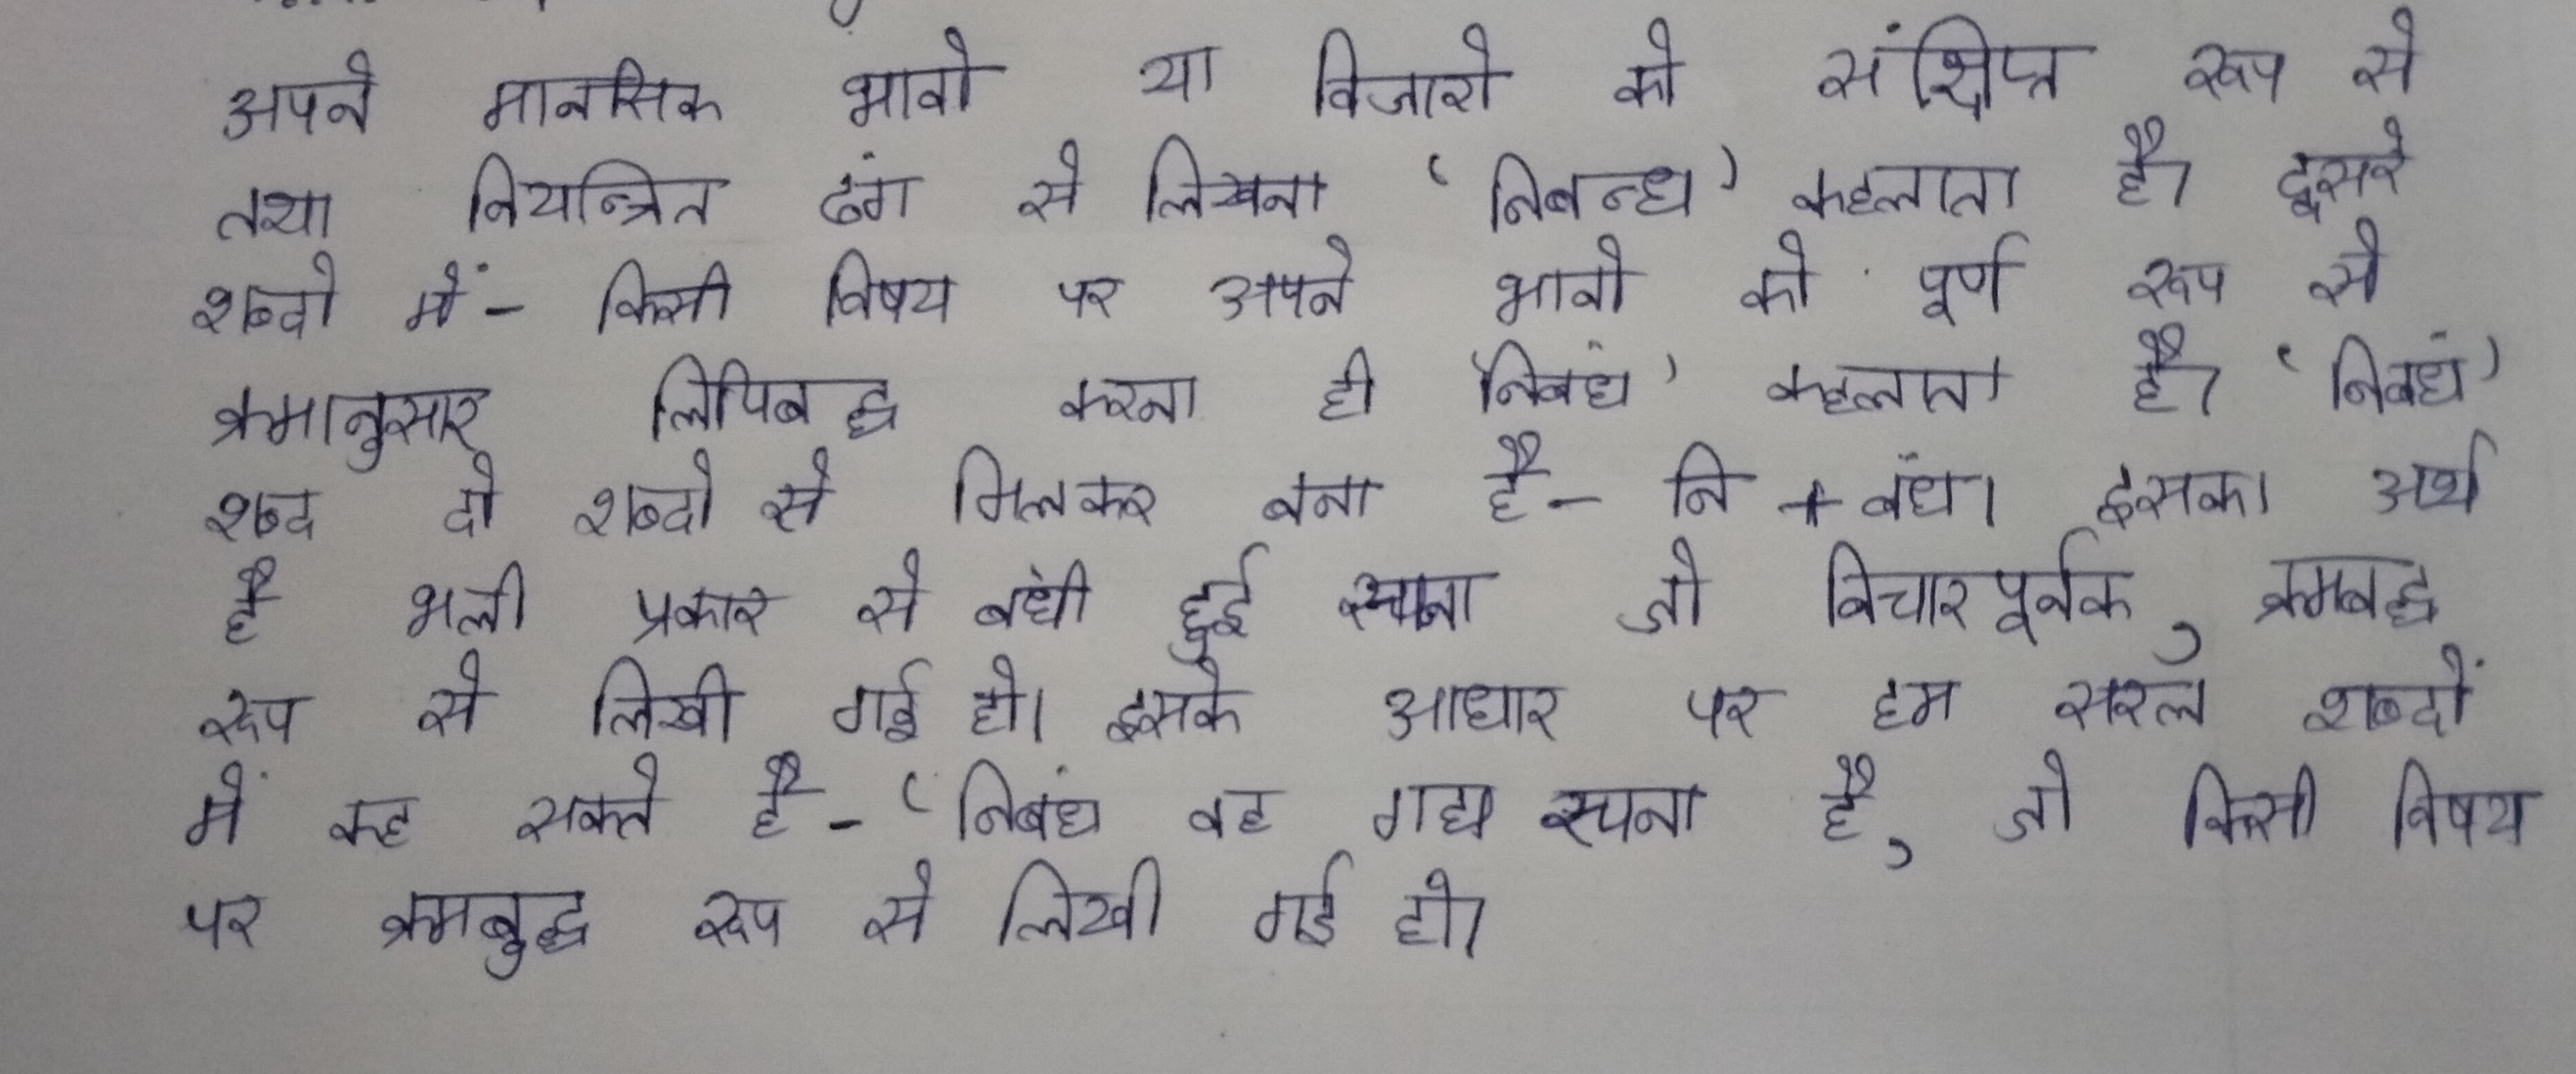 अपने मानसिक भावो या विजारो को संक्षिप्त रूप से
तथा नियन्त्रित ढंग से लिखना 'निबन्ध' कहलाता है। दूसरे
शब्दो में- किसी विषय पर अपने भावो को पूर्ण रूप से
क्रमानुसार लिपिबद्ध करना ही 'निबंध' कहलाता है। 'निबधं'
शब्द दो शब्दो से मिलकर बना है- नि + बंध। इसका अर्थ
है भली प्रकार से बंधी हुई रचना जो विचारपूर्वक, क्रमबद्ध
रूप से लिखी गई हो। इसके आधार पर हम सरल शब्दों
में कह सकते है- 'निबंध वह गद्य रचना है, जो किसी विषय
पर क्रमबुद्ध रूप से लिखी गई हो।